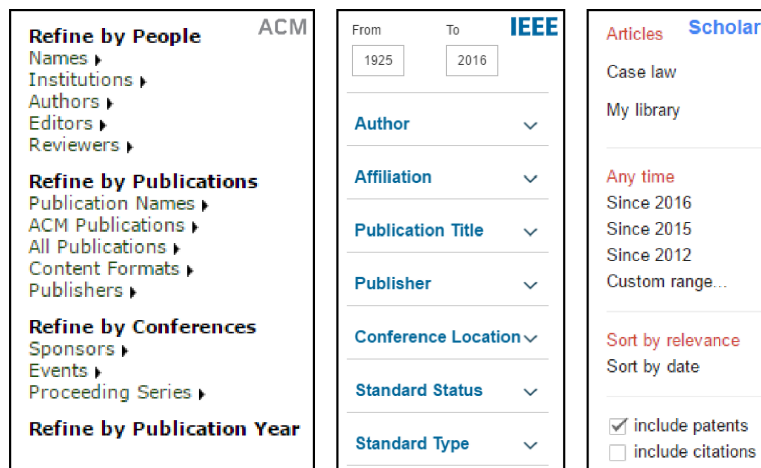 ACM
Refine by People
Names
Institutions
Authors
Editors
Reviewers
Refine by Publications
Publication Names
ACM Publications
All Publications
Content Formats
Publishers
Refine by Conferences
Sponsors
Events
Proceeding Series
Refine by Publication Year
From To IEEE
1925 2016
Author
Affiliation
Publication Title
Publisher
Conference Location
Standard Status
Standard Type
Articles Scholar
Case law
My library
Any time
Since 2016
Since 2015
Since 2012
Custom range...
Sort by relevance
Sort by date
include patents
include citations